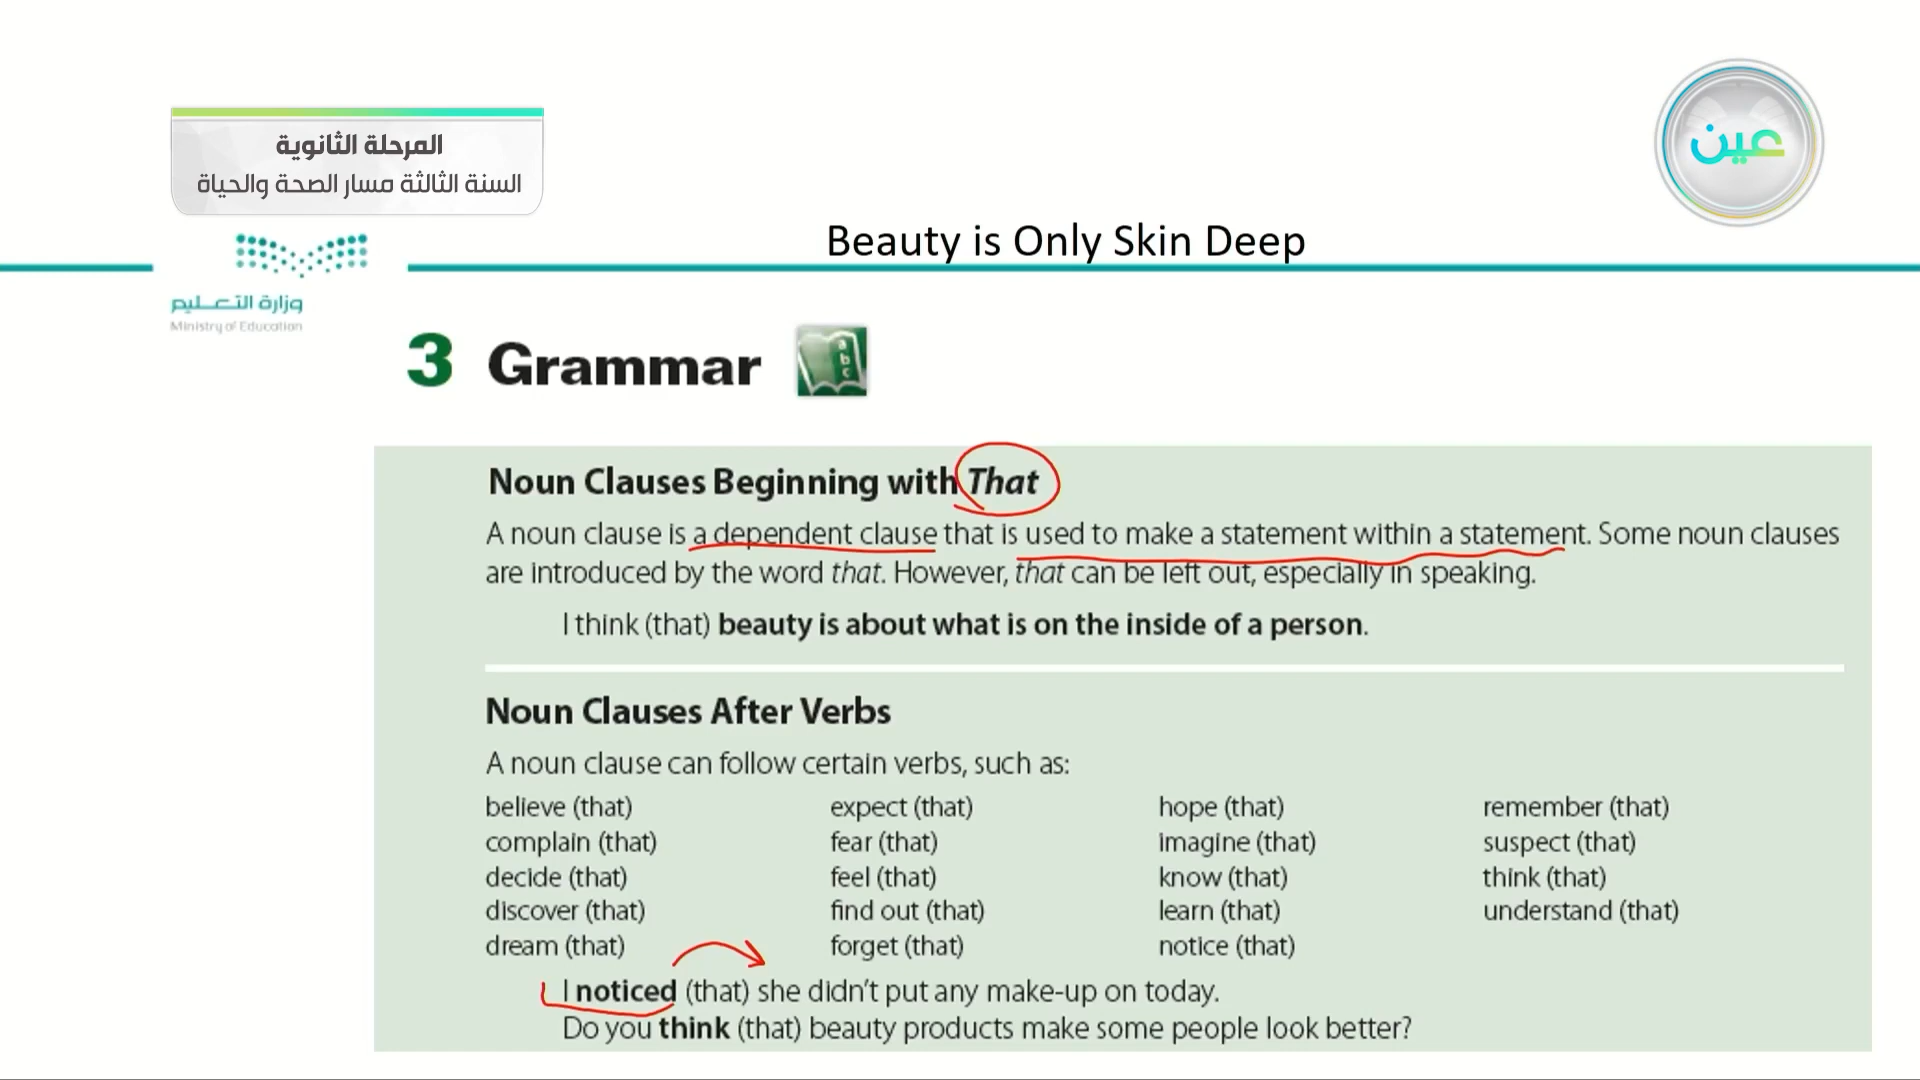 المرحلة الثانوية
السنة الثالثة مسار الصحة والحياة
عين
Beauty is Only Skin Deep
وزارة التعليم
Ministry of Education
3 Grammar
a
b
c
Noun Clauses Beginning with That
A noun clause is a dependent clause that is used to make a statement within a statement. Some noun clauses
are introduced by the word that. However, that can be left out, especially in speaking.
I think (that) beauty is about what is on the inside of a person.
Noun Clauses After Verbs
A noun clause can follow certain verbs, such as:
believe (that) expect (that) hope (that) remember (that)
complain (that) fear (that) imagine (that) suspect (that)
decide (that) feel (that) know (that) think (that)
discover (that) find out (that) learn (that) understand (that)
dream (that) forget (that) notice (that)
I noticed (that) she didn't put any make-up on today.
Do you think (that) beauty products make some people look better?